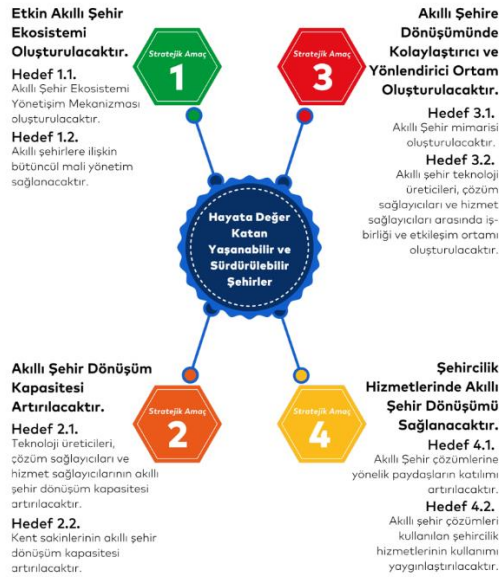 Etkin Akıllı Şehir
Ekosistemi
Oluşturulacaktır.
Hedef 1.1.
Akıllı Şehir Ekosistemi
Yönetişim Mekanizması
oluşturulacaktır.
Hedef 1.2.
Akıllı şehirlere ilişkin
bütüncül mali yönetim
sağlanacaktır.
Stratejik Amaç
1
Stratejik Amaç
3
Akıllı Şehire
Dönüşümünde
Kolaylaştırıcı ve
Yönlendirici Ortam
Oluşturulacaktır.
Hedef 3.1.
Akıllı Şehir mimarisi
oluşturulacaktır.
Hedef 3.2.
Akıllı şehir teknoloji
üreticileri, çözüm
sağlayıcıları ve hizmet
sağlayıcıları arasında iş-
birliği ve etkileşim ortamı
oluşturulacaktır.
Hayata Değer
Katan
Yaşanabilir ve
Sürdürülebilir
Şehirler
Akıllı Şehir Dönüşüm
Kapasitesi
Artırılacaktır.
Hedef 2.1.
Teknoloji üreticileri,
çözüm sağlayıcıları ve
hizmet sağlayıcılarının akıllı
şehir dönüşüm kapasitesi
artırılacaktır.
Hedef 2.2.
Kent sakinlerinin akıllı şehir
dönüşüm kapasitesi
artırılacaktır.
Stratejik Amaç
2
Stratejik Amaç
4
Şehircilik
Hizmetlerinde Akıllı
Şehir Dönüşümü
Sağlanacaktır.
Hedef 4.1.
Akıllı Şehir çözümlerine
yönelik paydaşların katılımı
artırılacaktır.
Hedef 4.2.
Akıllı şehir çözümleri
kullanılan şehircilik
hizmetlerinin kullanımı
yaygınlaştırılacaktır.